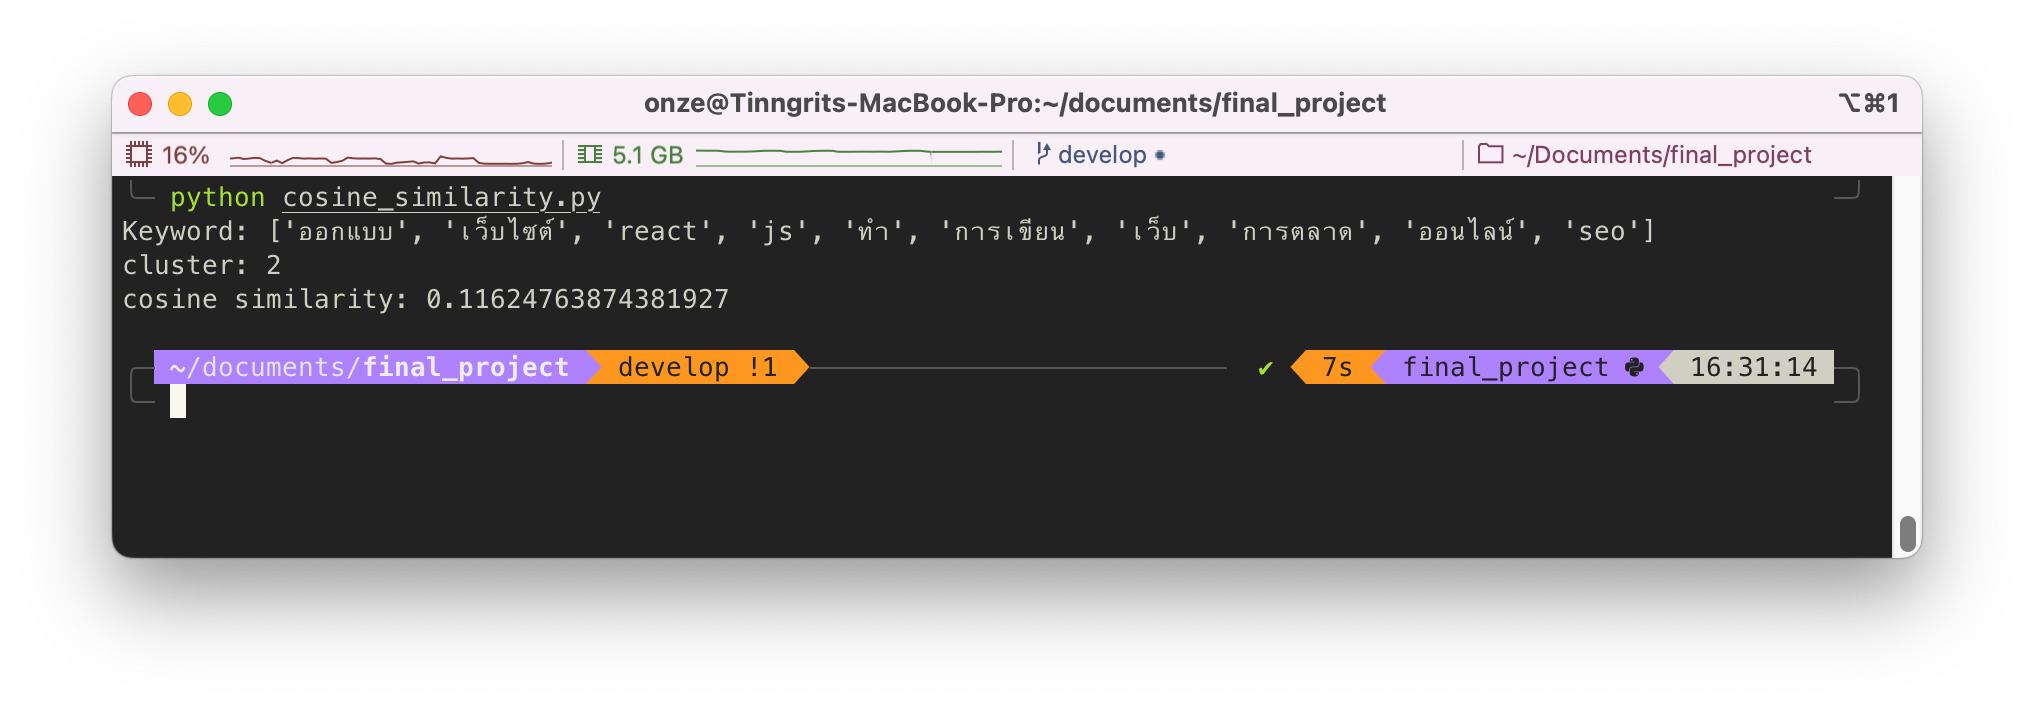 onze@Tinngrits-MacBook-Pro:~/documents/final_project ⌥⌘1
16% 5.1 GB develop ~/Documents/final_project
python cosine_similarity.py
Keyword: ['ออกแบบ', 'เว็บไซต์', 'react', 'js', 'ทำ', 'การเขียน', 'เว็บ', 'การตลาด', 'ออนไลน์', 'seo']
cluster: 2
cosine similarity: 0.11624763874381927
~/documents/final_project develop !1 ✔ 7s final_project 16:31:14